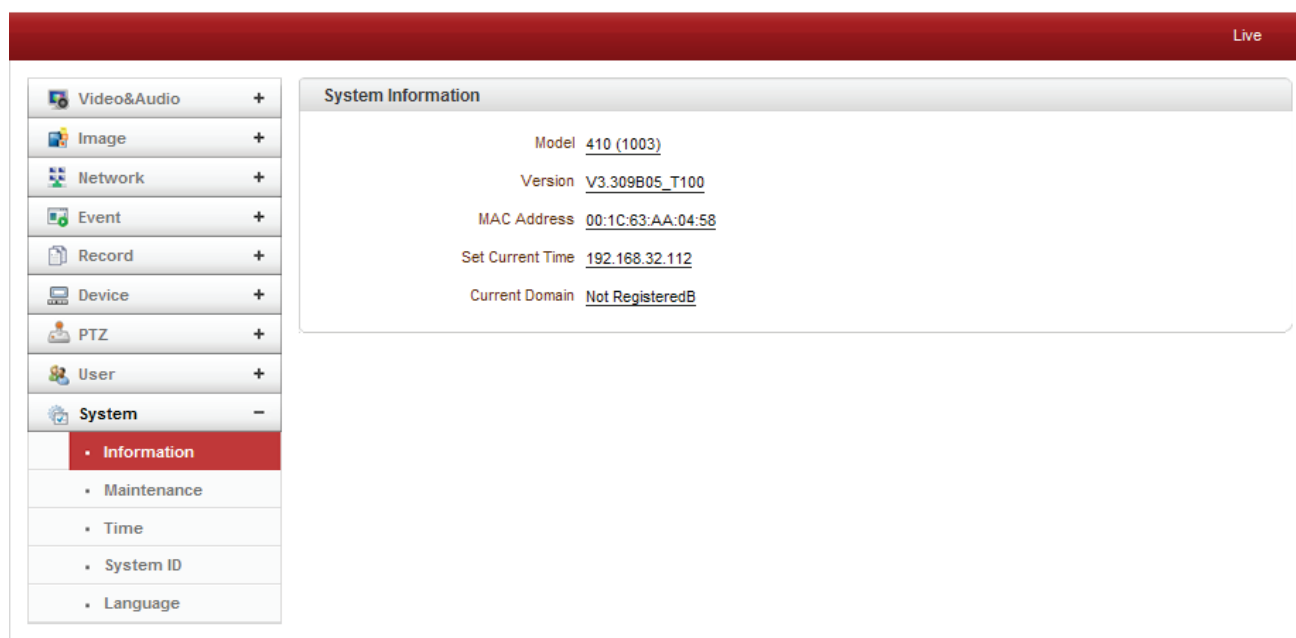 Live
Video&Audio +
Image +
Network +
Event +
Record +
Device +
PTZ +
User +
System −
Information
Maintenance
Time
System ID
Language
System Information
Model 410 (1003)
Version V3.309B05_T100
MAC Address 00:1C:63:AA:04:58
Set Current Time 192.168.32.112
Current Domain Not RegisteredB